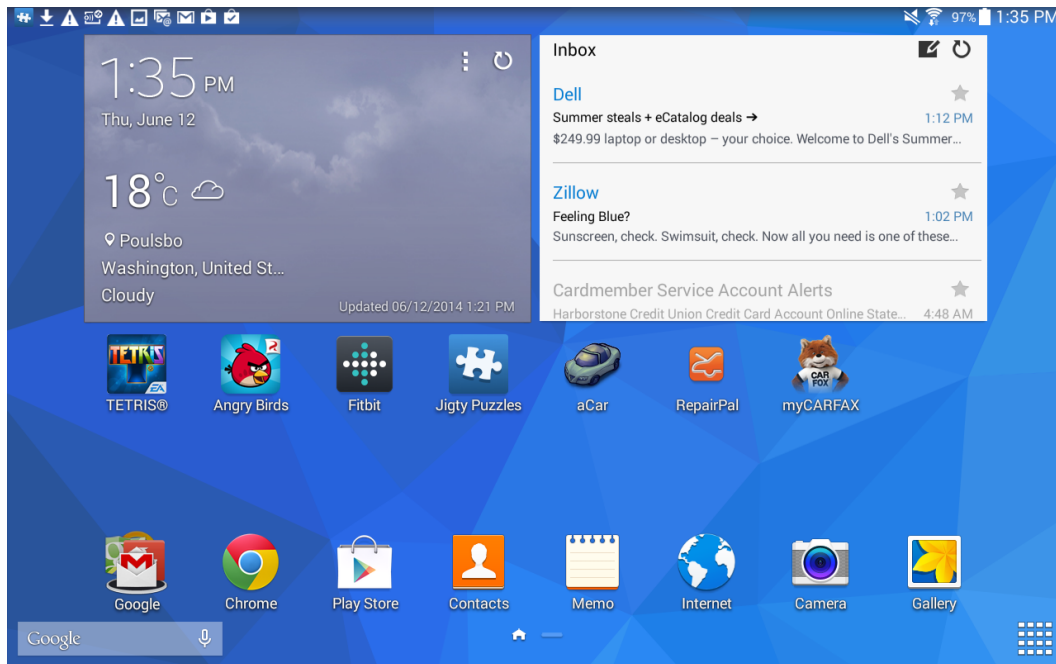 97% 1:35 PM
1:35 PM
Thu, June 12
18°C
Poulsbo
Washington, United St...
Cloudy
Updated 06/12/2014 1:21 PM
Inbox
Dell
Summer steals + eCatalog deals →
1:12 PM
$249.99 laptop or desktop – your choice. Welcome to Dell's Summer...
Zillow
Feeling Blue?
1:02 PM
Sunscreen, check. Swimsuit, check. Now all you need is one of these...
Cardmember Service Account Alerts
Harborstone Credit Union Credit Card Account Online State... 4:48 AM
TETRIS
EA
CAR
FOX
TETRIS® Angry Birds Fitbit Jigty Puzzles aCar RepairPal myCARFAX
Google Chrome Play Store Contacts Memo Internet Camera Gallery
Google